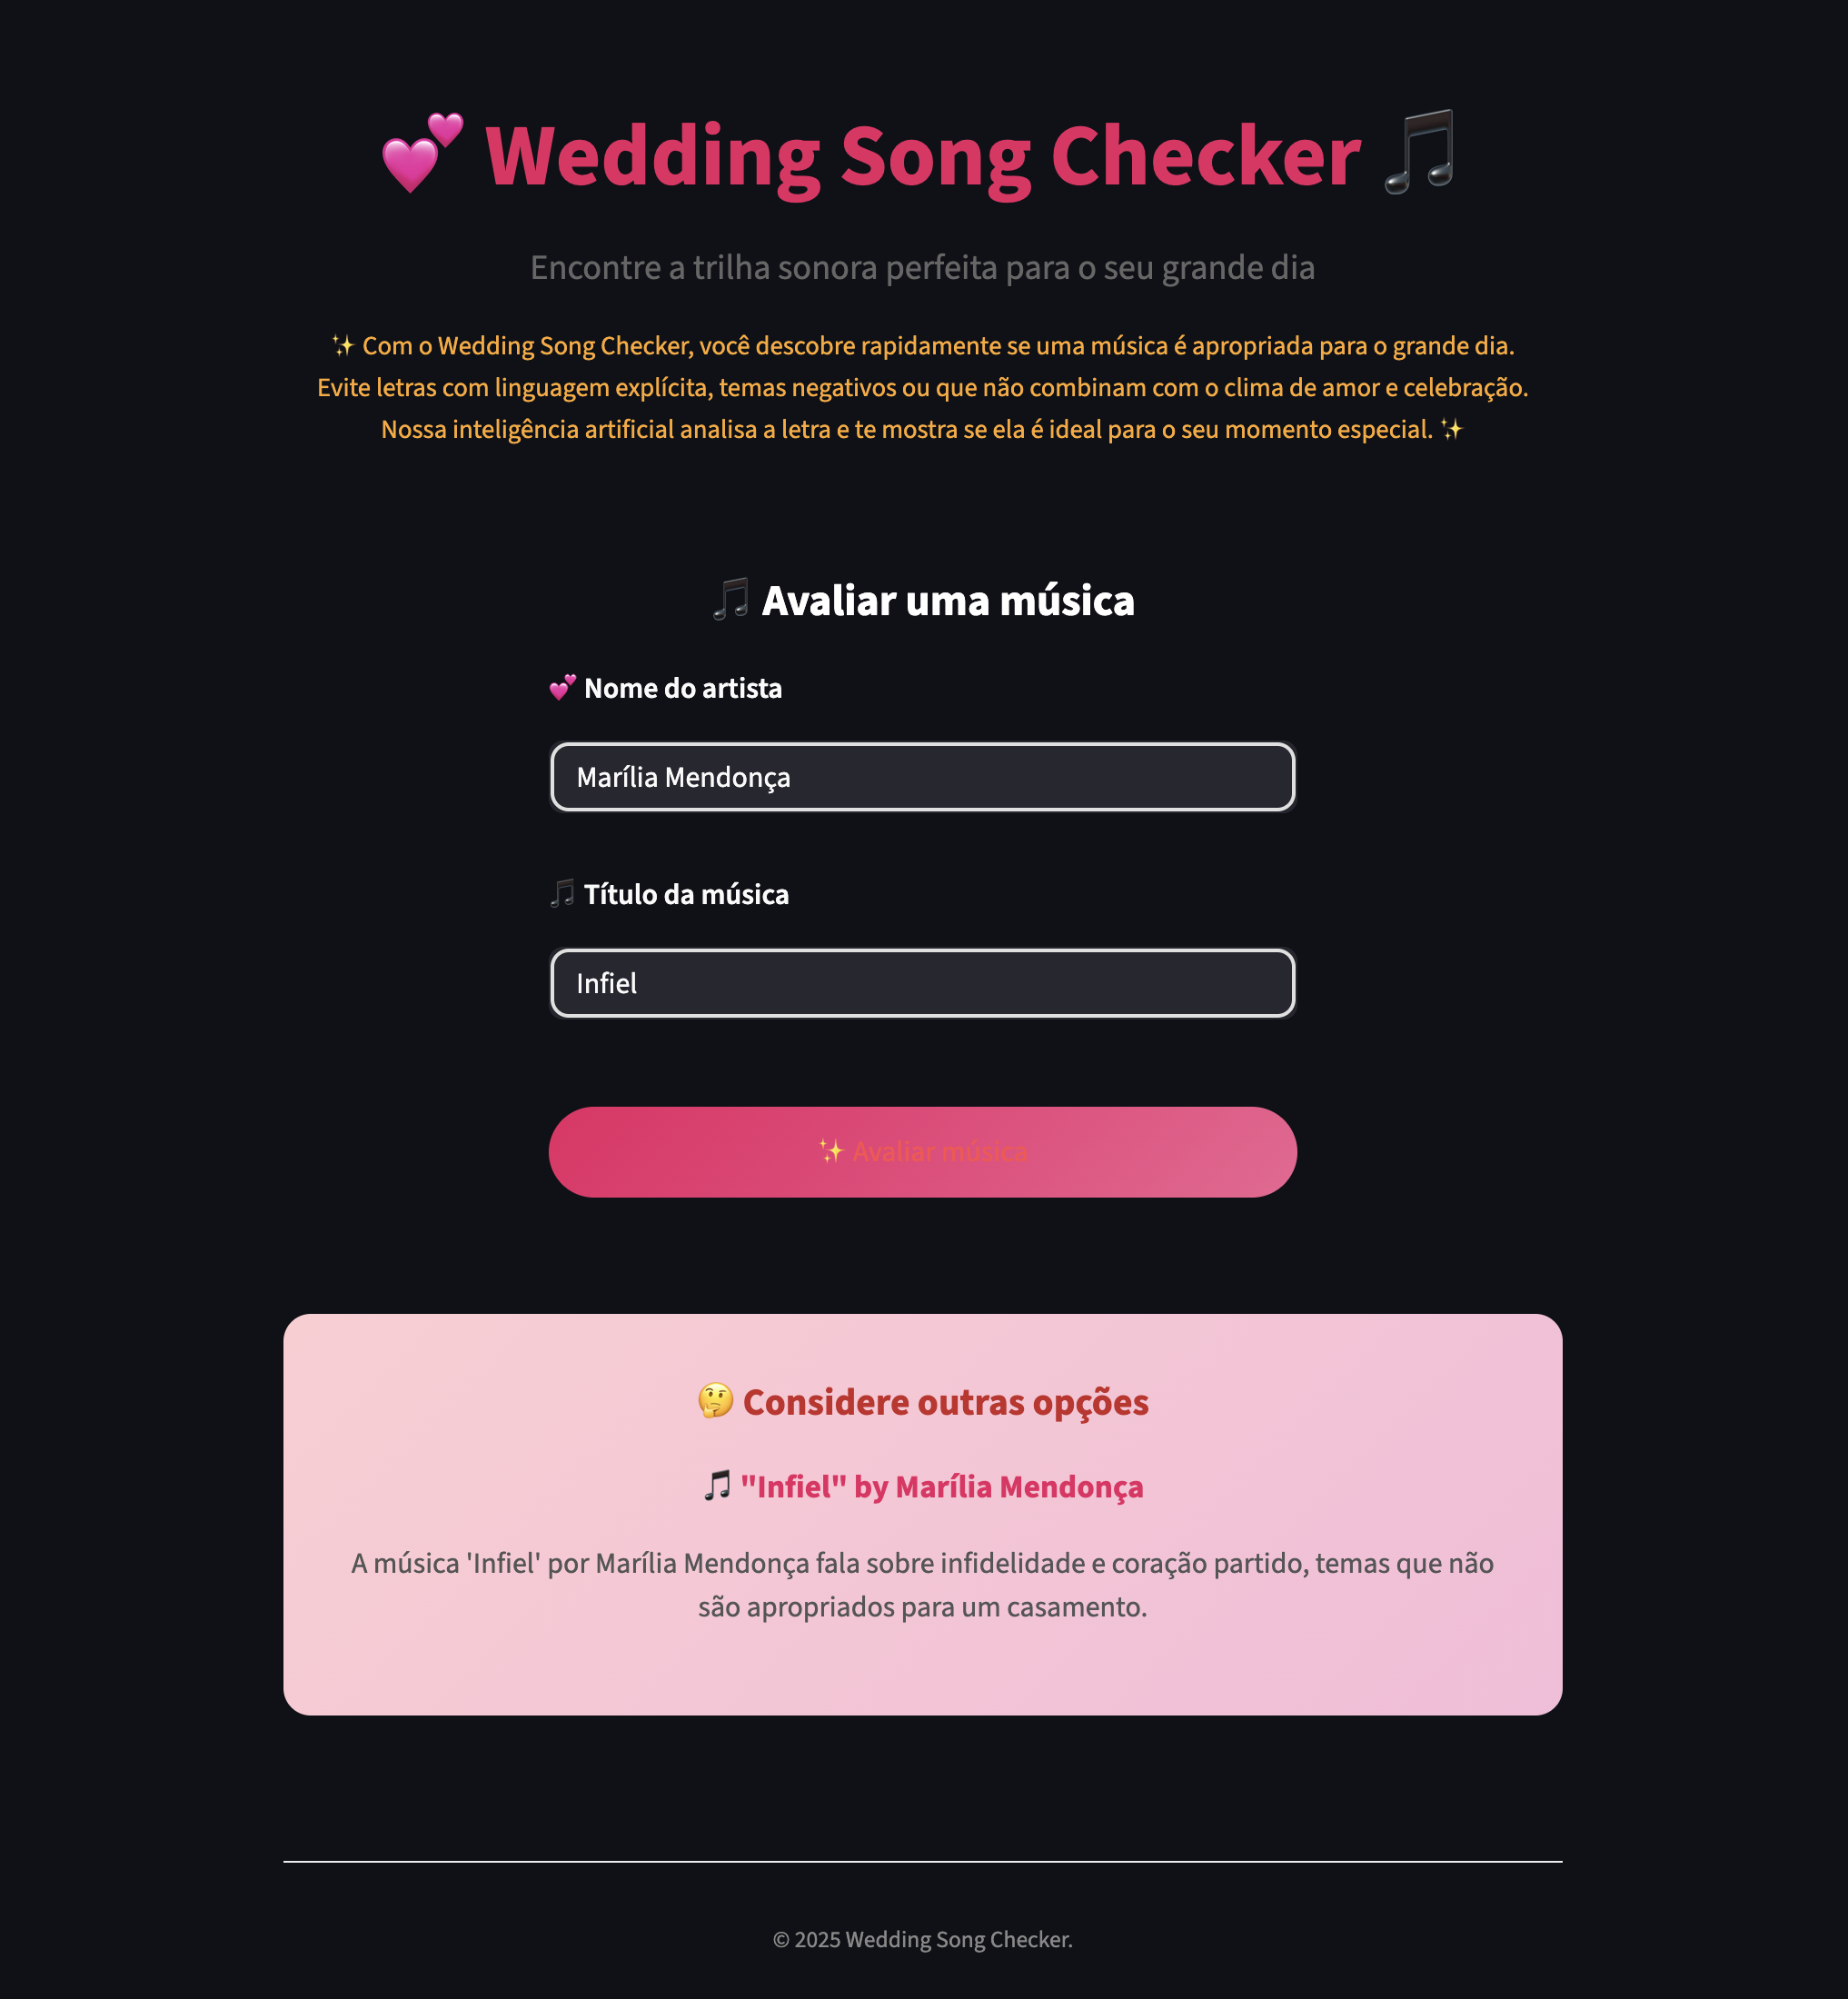 💕 Wedding Song Checker 🎵
Encontre a trilha sonora perfeita para o seu grande dia
✨ Com o Wedding Song Checker, você descobre rapidamente se uma música é apropriada para o grande dia.
Evite letras com linguagem explícita, temas negativos ou que não combinam com o clima de amor e celebração.
Nossa inteligência artificial analisa a letra e te mostra se ela é ideal para o seu momento especial. ✨
🎵 Avaliar uma música
💕 Nome do artista
Marília Mendonça
🎵 Título da música
Infiel
✨ Avaliar música
🤔 Considere outras opções
🎵 "Infiel" by Marília Mendonça
A música 'Infiel' por Marília Mendonça fala sobre infidelidade e coração partido, temas que não
são apropriados para um casamento.
© 2025 Wedding Song Checker.